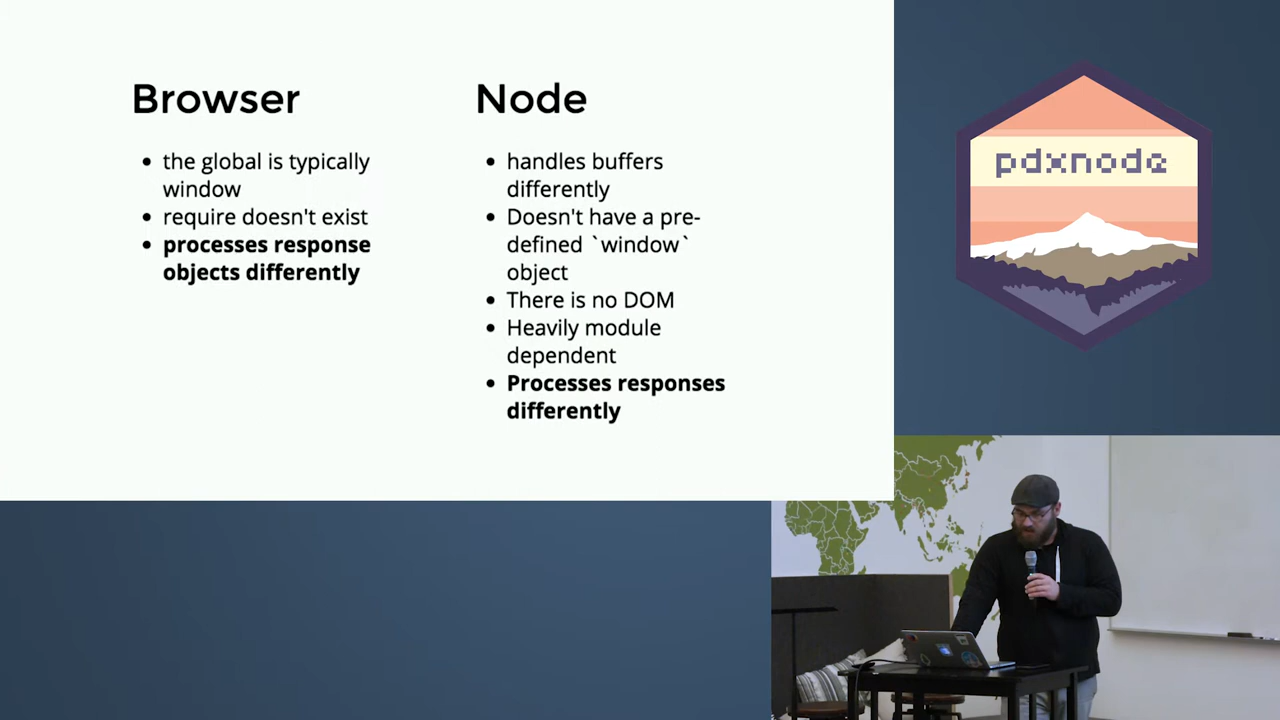 Browser
the global is typically
window
require doesn't exist
processes response
objects differently
Node
handles buffers
differently
Doesn't have a pre-
defined `window`
object
There is no DOM
Heavily module
dependent
Processes responses
differently
pdxnode